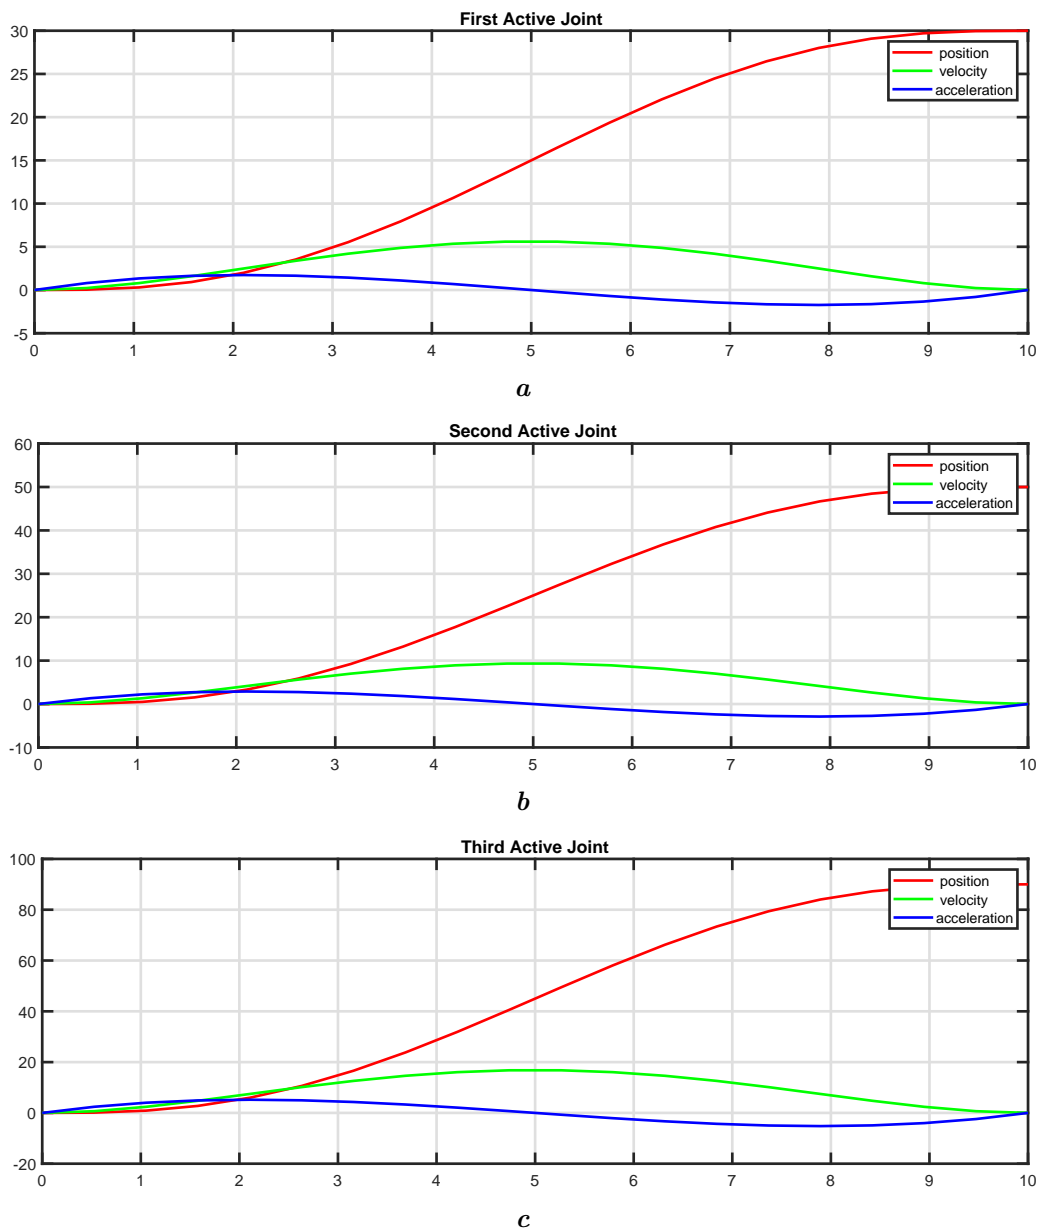 First Active Joint
30
25
20
15
10
5
0
-5
position
velocity
acceleration
0 1 2 3 4 5 6 7 8 9 10
a
Second Active Joint
60
50
40
30
20
10
0
-10
position
velocity
acceleration
0 1 2 3 4 5 6 7 8 9 10
b
Third Active Joint
100
80
60
40
20
0
-20
position
velocity
acceleration
0 1 2 3 4 5 6 7 8 9 10
c